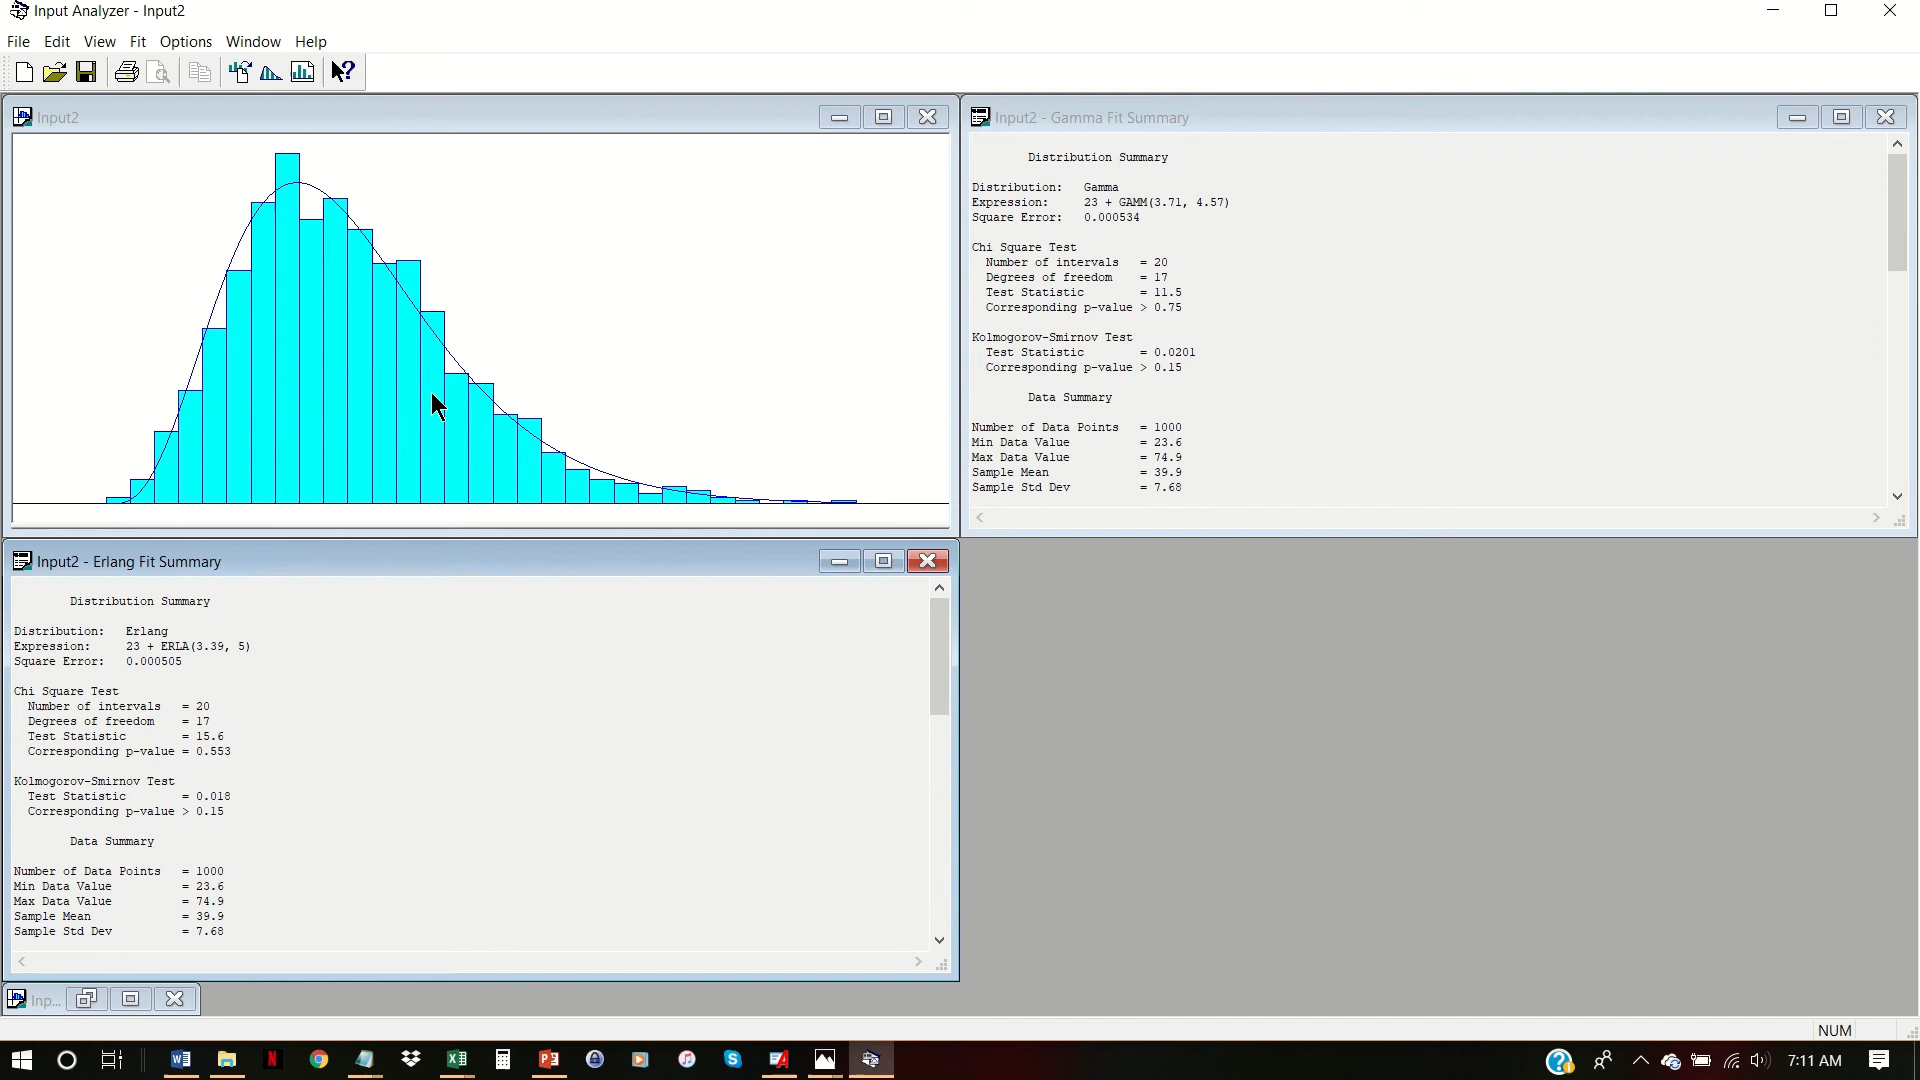 Input Analyzer - Input2
File Edit View Fit Options Window Help
Input2
Input2 - Gamma Fit Summary
Distribution Summary
Distribution: Gamma
Expression: 23 + GAMM(3.71, 4.57)
Square Error: 0.000534
Chi Square Test
Number of intervals = 20
Degrees of freedom = 17
Test Statistic = 11.5
Corresponding p-value > 0.75
Kolmogorov-Smirnov Test
Test Statistic = 0.0201
Corresponding p-value > 0.15
Data Summary
Number of Data Points = 1000
Min Data Value = 23.6
Max Data Value = 74.9
Sample Mean = 39.9
Sample Std Dev = 7.68
Input2 - Erlang Fit Summary
Distribution Summary
Distribution: Erlang
Expression: 23 + ERLA(3.39, 5)
Square Error: 0.000505
Chi Square Test
Number of intervals = 20
Degrees of freedom = 17
Test Statistic = 15.6
Corresponding p-value = 0.553
Kolmogorov-Smirnov Test
Test Statistic = 0.018
Corresponding p-value > 0.15
Data Summary
Number of Data Points = 1000
Min Data Value = 23.6
Max Data Value = 74.9
Sample Mean = 39.9
Sample Std Dev = 7.68
Inp...
NUM
7:11 AM